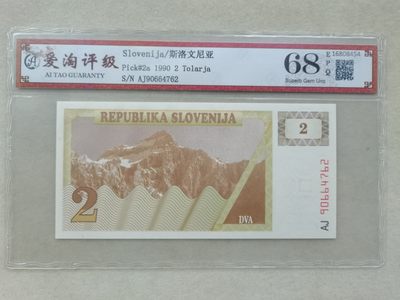 爱淘评级
AI TAO GUARANTY
Slovenija/斯洛文尼亚
Pick#2a 1990 2 Tolarja
S/N AJ90664762
68
EPQ
Superb Gem Unc
16808454
REPUBLIKA SLOVENIJA
2
2
DVA
AJ 90664762